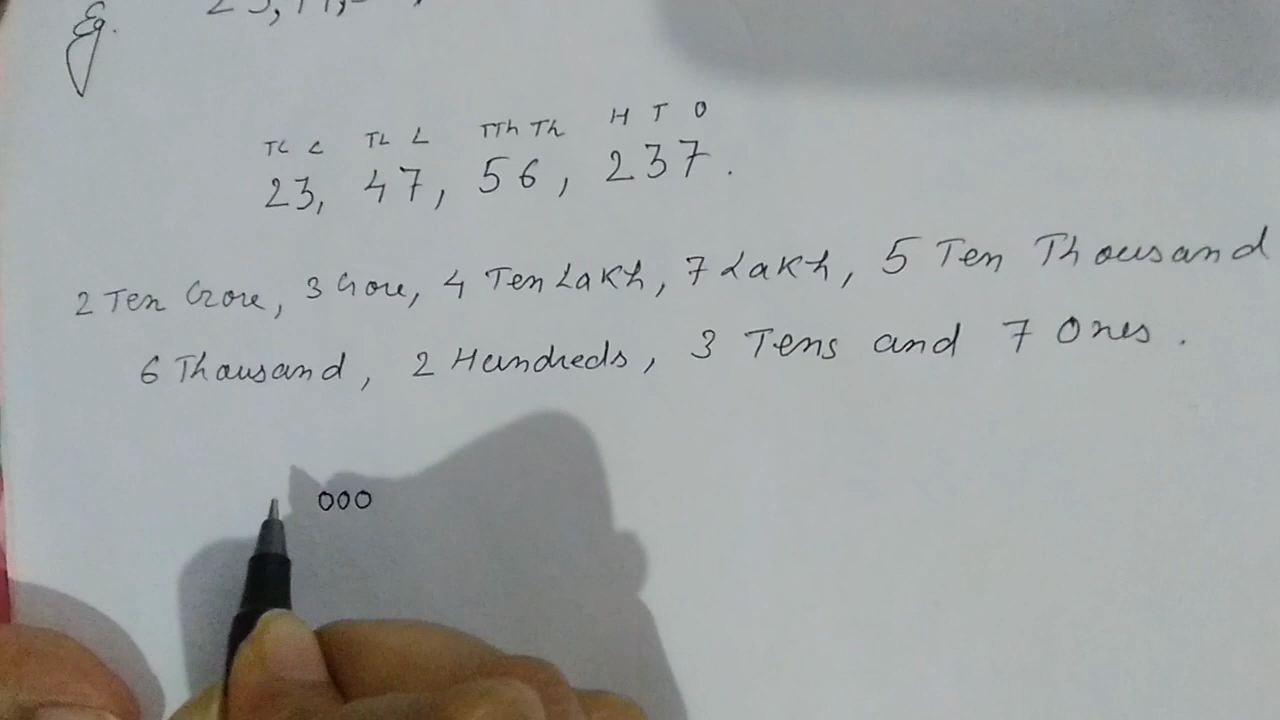 Eg.
TC C TL L TTh Th H T O
23, 47, 56, 237.
2 Ten Crore, 3 Crore, 4 Ten Lakh, 7 Lakh, 5 Ten Thousand
6 Thousand, 2 Hundreds, 3 Tens and 7 Ones.
000